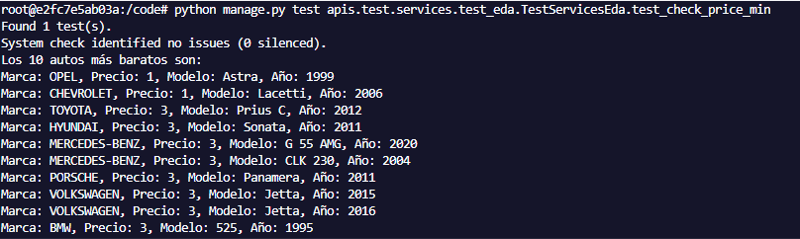 root@e2fc7e5ab03a:/code# python manage.py test apis.test.services.test_eda.TestServicesEda.test_check_price_min
Found 1 test(s).
System check identified no issues (0 silenced).
Los 10 autos más baratos son:
Marca: OPEL, Precio: 1, Modelo: Astra, Año: 1999
Marca: CHEVROLET, Precio: 1, Modelo: Lacetti, Año: 2006
Marca: TOYOTA, Precio: 3, Modelo: Prius C, Año: 2012
Marca: HYUNDAI, Precio: 3, Modelo: Sonata, Año: 2011
Marca: MERCEDES-BENZ, Precio: 3, Modelo: G 55 AMG, Año: 2020
Marca: MERCEDES-BENZ, Precio: 3, Modelo: CLK 230, Año: 2004
Marca: PORSCHE, Precio: 3, Modelo: Panamera, Año: 2011
Marca: VOLKSWAGEN, Precio: 3, Modelo: Jetta, Año: 2015
Marca: VOLKSWAGEN, Precio: 3, Modelo: Jetta, Año: 2016
Marca: BMW, Precio: 3, Modelo: 525, Año: 1995